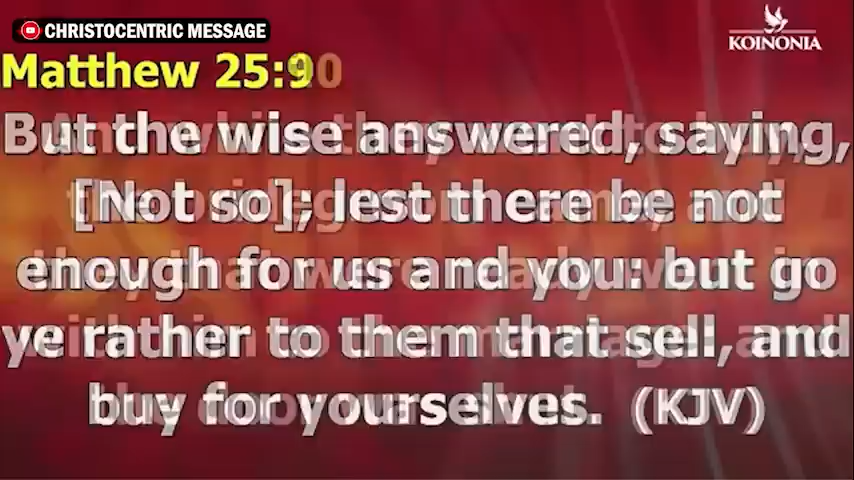 CHRISTOCENTRIC MESSAGE
KOINONIA
Matthew 25:9
But the wise answered, saying,
[Not so]; lest there be not
enough for us and you: but go
ye rather to them that sell, and
buy for yourselves. (KJV)